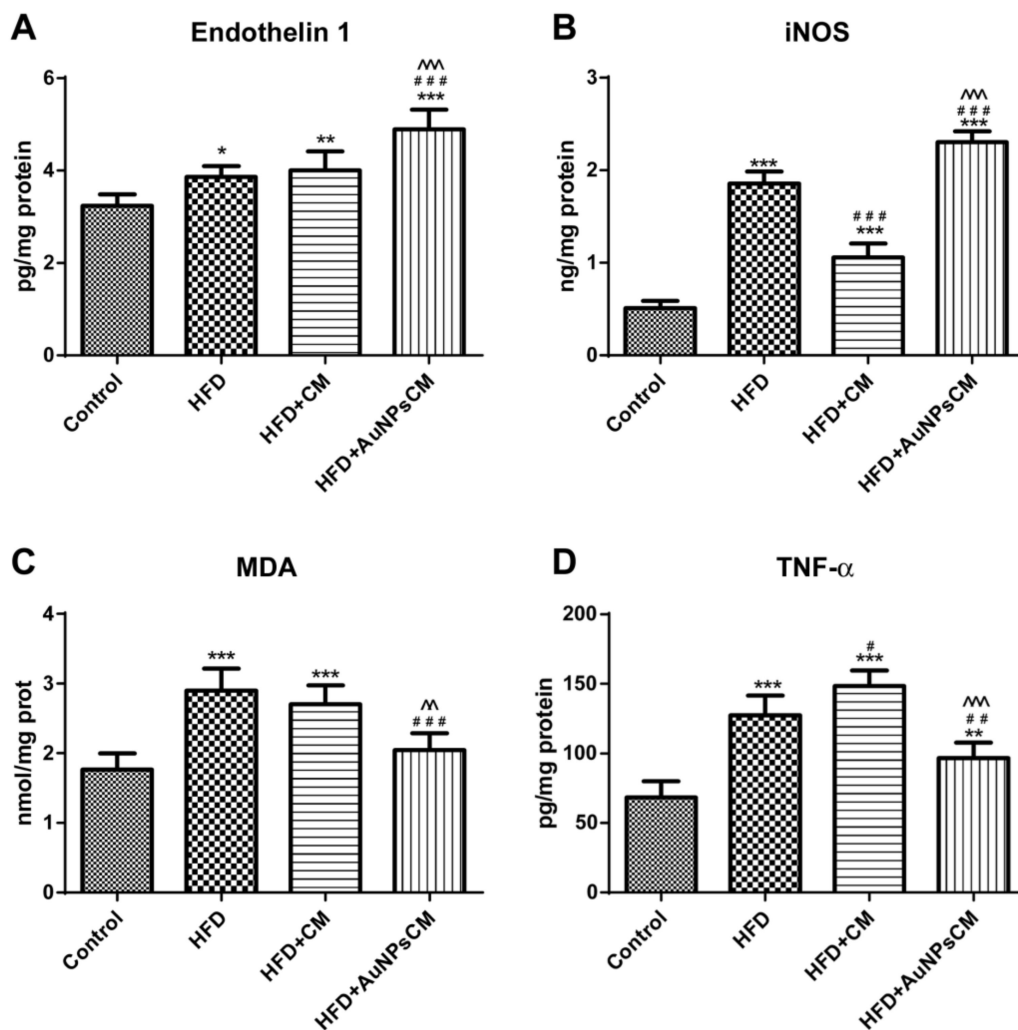 A
Endothelin 1
pg/mg protein
6
4
2
0
*
**
^^^
# # #
***
Control
HFD
HFD+CM
HFD+AuNPsCM
B
iNOS
ng/mg protein
3
2
1
0
***
# # #
***
^^^
# # #
***
Control
HFD
HFD+CM
HFD+AuNPsCM
C
MDA
nmol/mg prot
4
3
2
1
0
***
***
^^
# # #
Control
HFD
HFD+CM
HFD+AuNPsCM
D
TNF-α
pg/mg protein
200
150
100
50
0
***
#
***
^^^
# #
**
Control
HFD
HFD+CM
HFD+AuNPsCM